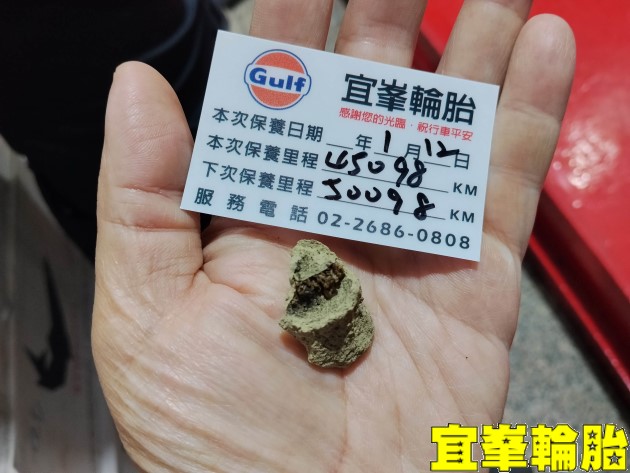 Gulf
宜峯輪胎
感謝您的光臨．祝行車平安
本次保養日期 年1月12日
本次保養里程 45098 KM
下次保養里程 50098 KM
服務電話 02-2686-0808
宜峯輪胎